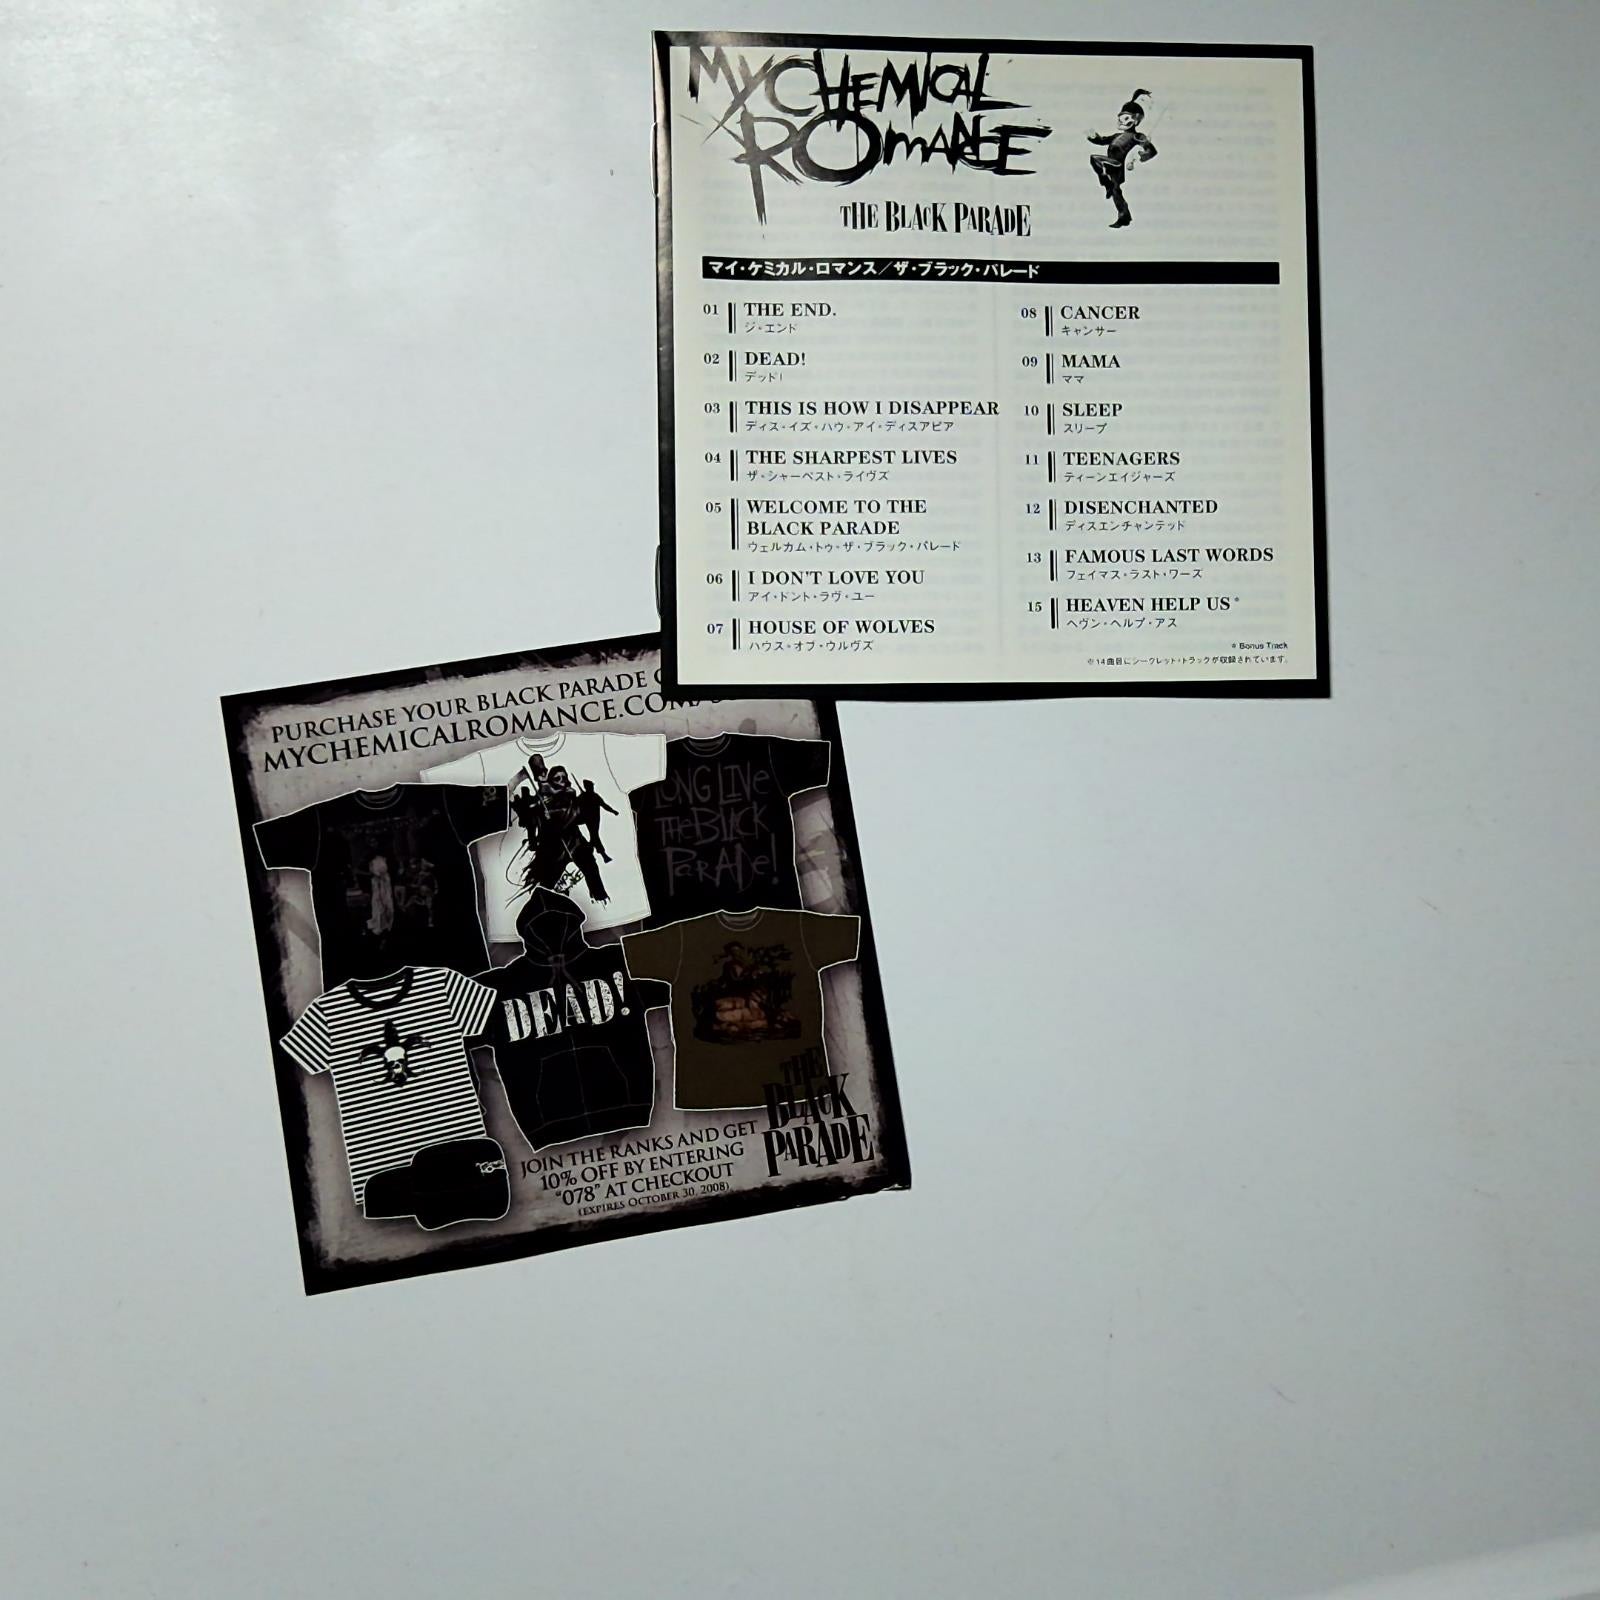 MY CHEMICAL
ROMANCE
THE BLACK PARADE
マイ・ケミカル・ロマンス／ザ・ブラック・パレード
01 THE END.
ジ・エンド
02 DEAD!
デッド!
03 THIS IS HOW I DISAPPEAR
ディス・イズ・ハウ・アイ・ディスアピア
04 THE SHARPEST LIVES
ザ・シャーペスト・ライヴズ
05 WELCOME TO THE
BLACK PARADE
ウェルカム・トゥ・ザ・ブラック・パレード
06 I DON'T LOVE YOU
アイ・ドント・ラヴ・ユー
07 HOUSE OF WOLVES
ハウス・オブ・ウルヴズ
08 CANCER
キャンサー
09 MAMA
ママ
10 SLEEP
スリープ
11 TEENAGERS
ティーンエイジャーズ
12 DISENCHANTED
ディスエンチャンテッド
13 FAMOUS LAST WORDS
フェイマス・ラスト・ワーズ
15 HEAVEN HELP US*
ヘヴン・ヘルプ・アス
* Bonus Track
※14曲目にシークレット・トラックが収録されています。
PURCHASE YOUR BLACK PARADE
MYCHEMICALROMANCE.COM/
LONG LIVE
THE BLACK
PARADE!
DEAD!
THE
BLACK
PARADE
JOIN THE RANKS AND GET
10% OFF BY ENTERING
"078" AT CHECKOUT
(EXPIRES OCTOBER 30, 2008)